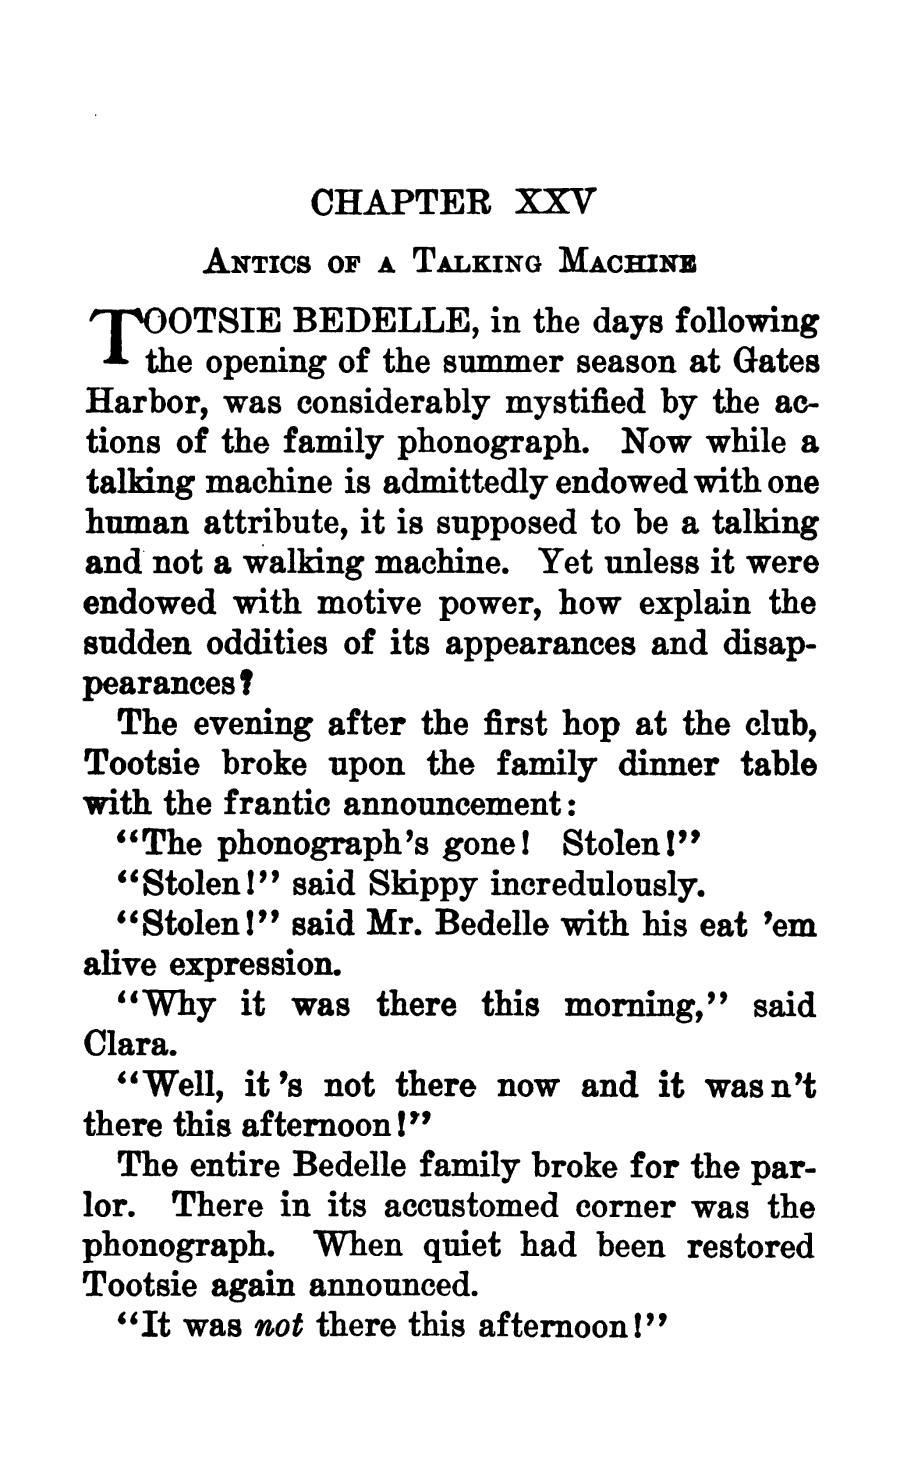 CHAPTER XXV
ANTICS OF A TALKING MACHINE
TOOTSIE BEDELLE, in the days following
the opening of the summer season at Gates
Harbor, was considerably mystified by the ac-
tions of the family phonograph. Now while a
talking machine is admittedly endowed with one
human attribute, it is supposed to be a talking
and not a walking machine. Yet unless it were
endowed with motive power, how explain the
sudden oddities of its appearances and disap-
pearances?
The evening after the first hop at the club,
Tootsie broke upon the family dinner table
with the frantic announcement:
“The phonograph’s gone! Stolen!”
“Stolen!” said Skippy incredulously.
“Stolen!” said Mr. Bedelle with his eat ’em
alive expression.
“Why it was there this morning,” said
Clara.
“Well, it’s not there now and it wasn’t
there this afternoon!”
The entire Bedelle family broke for the par-
lor. There in its accustomed corner was the
phonograph. When quiet had been restored
Tootsie again announced.
“It was not there this afternoon!”